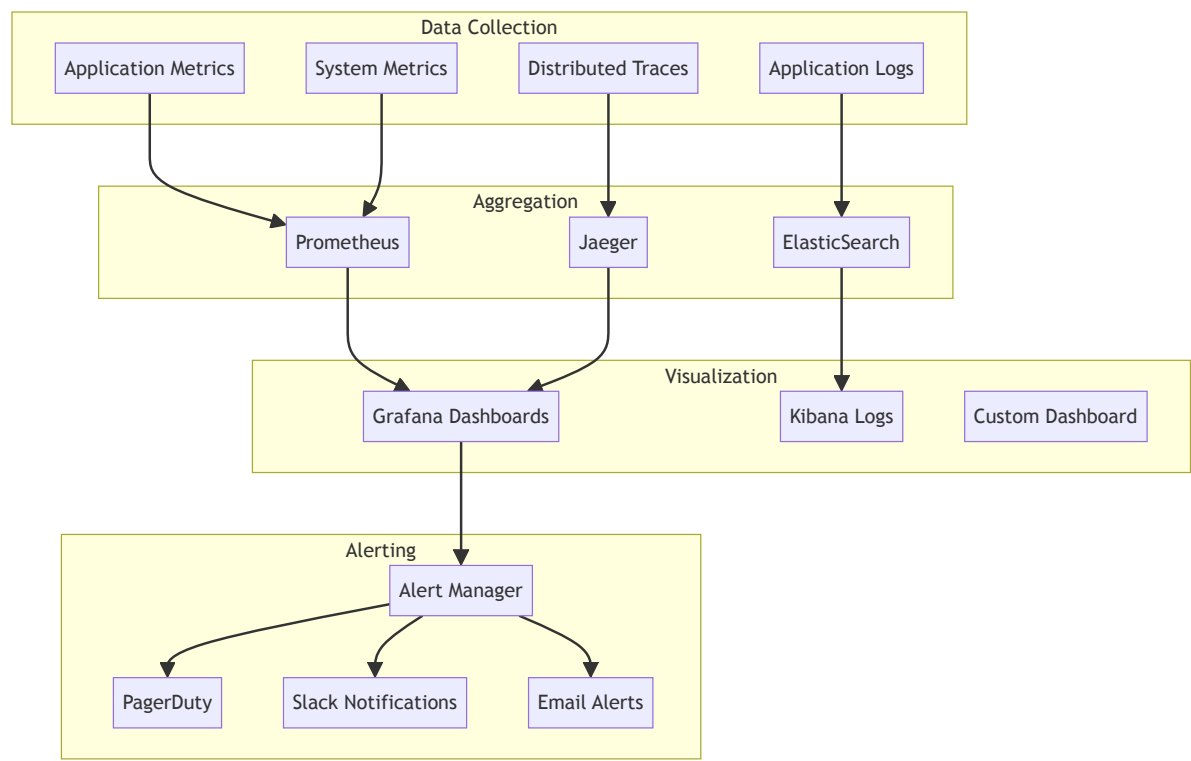 Data Collection
Application Metrics
System Metrics
Distributed Traces
Application Logs
Aggregation
Prometheus
Jaeger
ElasticSearch
Visualization
Grafana Dashboards
Kibana Logs
Custom Dashboard
Alerting
Alert Manager
PagerDuty
Slack Notifications
Email Alerts